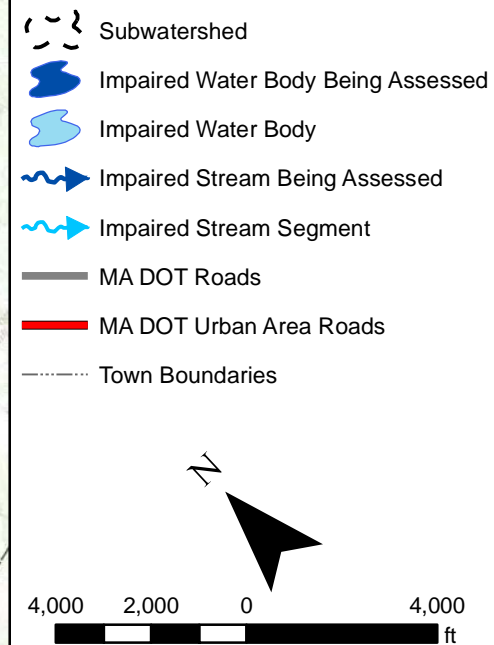 Subwatershed
Impaired Water Body Being Assessed
Impaired Water Body
Impaired Stream Being Assessed
Impaired Stream Segment
MA DOT Roads
MA DOT Urban Area Roads
Town Boundaries
N
4,000 2,000 0 4,000
ft